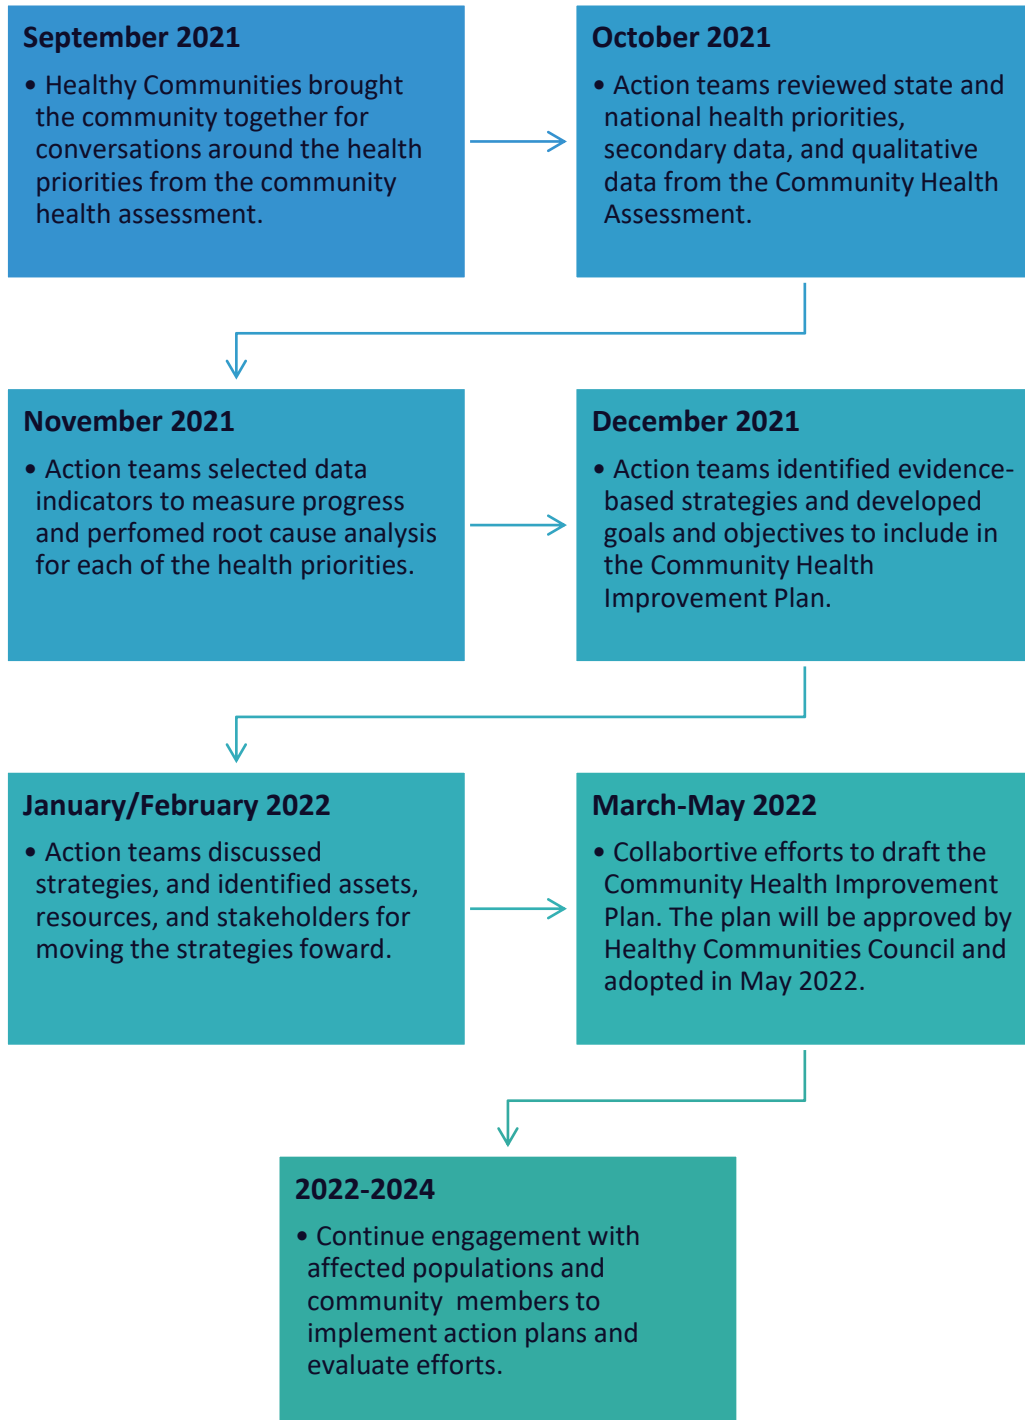 September 2021
• Healthy Communities brought
the community together for
conversations around the health
priorities from the community
health assessment.
October 2021
• Action teams reviewed state and
national health priorities,
secondary data, and qualitative
data from the Community Health
Assessment.
November 2021
• Action teams selected data
indicators to measure progress
and perfomed root cause analysis
for each of the health priorities.
December 2021
• Action teams identified evidence-
based strategies and developed
goals and objectives to include in
the Community Health
Improvement Plan.
January/February 2022
• Action teams discussed
strategies, and identified assets,
resources, and stakeholders for
moving the strategies foward.
March-May 2022
• Collabortive efforts to draft the
Community Health Improvement
Plan. The plan will be approved by
Healthy Communities Council and
adopted in May 2022.
2022-2024
• Continue engagement with
affected populations and
community  members to
implement action plans and
evaluate efforts.